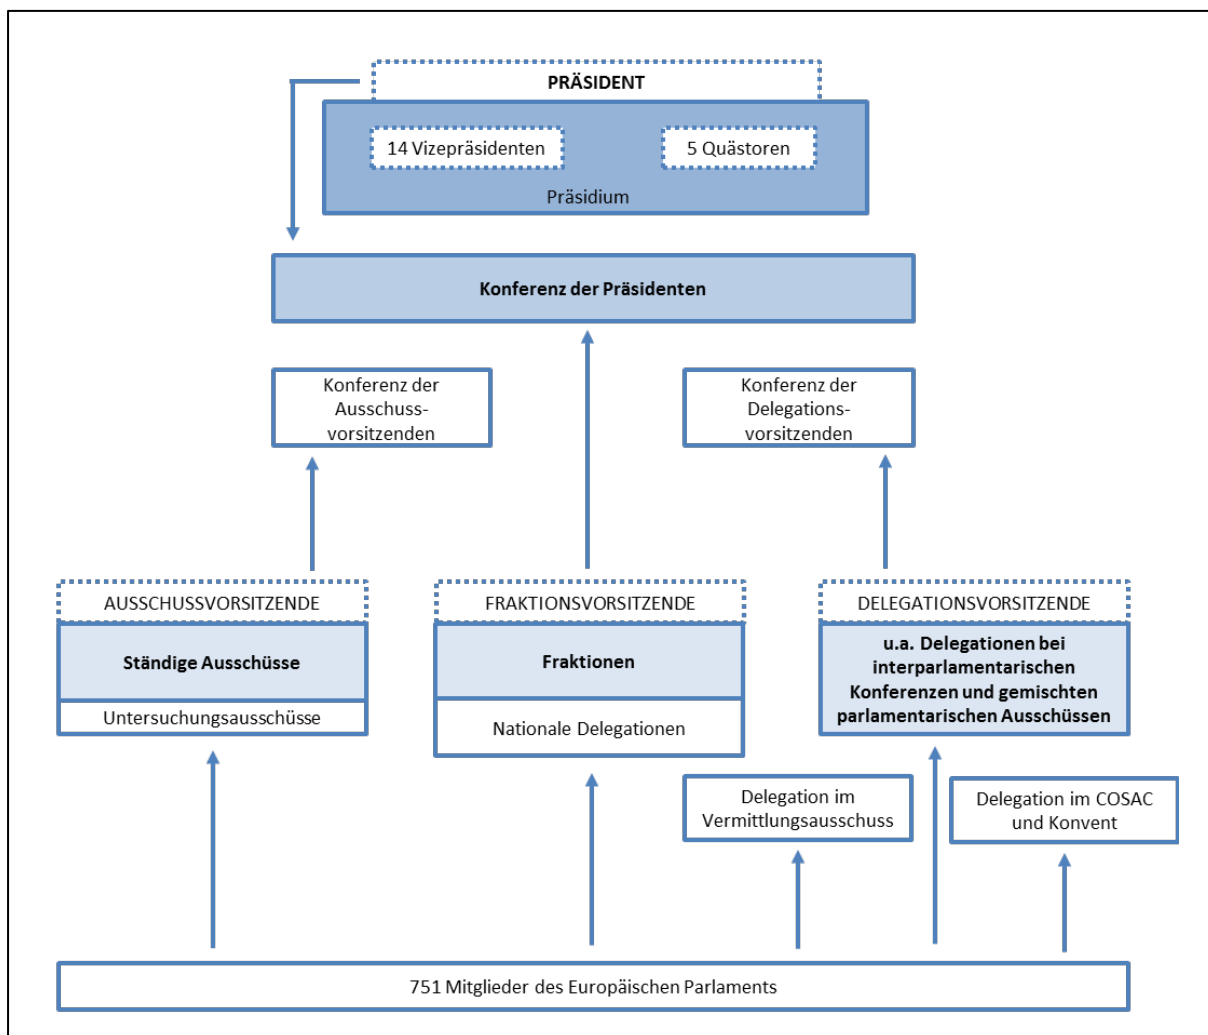 PRÄSIDENT
14 Vizepräsidenten
5 Quästoren
Präsidium
Konferenz der Präsidenten
Konferenz der
Ausschuss-
vorsitzenden
Konferenz der
Delegations-
vorsitzenden
AUSSCHUSSVORSITZENDE
Ständige Ausschüsse
Untersuchungsausschüsse
FRAKTIONSVORSITZENDE
Fraktionen
Nationale Delegationen
DELEGATIONSVORSITZENDE
u.a. Delegationen bei
interparlamentarischen
Konferenzen und gemischten
parlamentarischen Ausschüssen
Delegation im
Vermittlungsausschuss
Delegation im COSAC
und Konvent
751 Mitglieder des Europäischen Parlaments